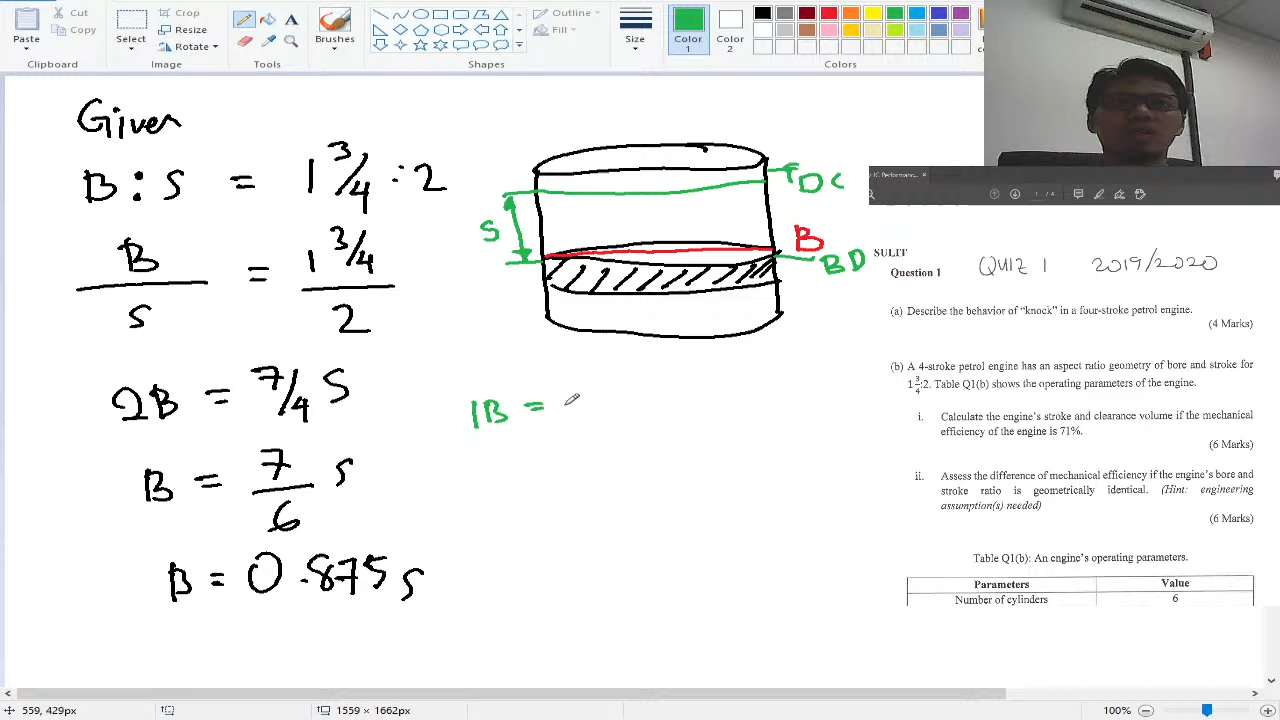 Paste
Cut
Copy
Clipboard
Select
Crop
Resize
Rotate
Image
A
Tools
Brushes
Outline
Fill
Shapes
Size
Color
1
Color
2
Colors
Given
B : S = 1 3/4 : 2
B/S = 1 3/4 / 2
2B = 7/4 S
B = 7/6 S
B = 0.875 S
TDC
S
B
BD
1B =
IC Performanc...
1 / 4
SULIT
Question 1
QUIZ 1 2019/2020
(a) Describe the behavior of “knock” in a four-stroke petrol engine.
(4 Marks)
(b) A 4-stroke petrol engine has an aspect ratio geometry of bore and stroke for
1 3/4:2. Table Q1(b) shows the operating parameters of the engine.
i. Calculate the engine's stroke and clearance volume if the mechanical
efficiency of the engine is 71%.
(6 Marks)
ii. Assess the difference of mechanical efficiency if the engine's bore and
stroke ratio is geometrically identical. (Hint: engineering
assumption(s) needed)
(6 Marks)
Table Q1(b): An engine's operating parameters.
Parameters Value
Number of cylinders 6
559, 429px
1559 × 1662px
100%